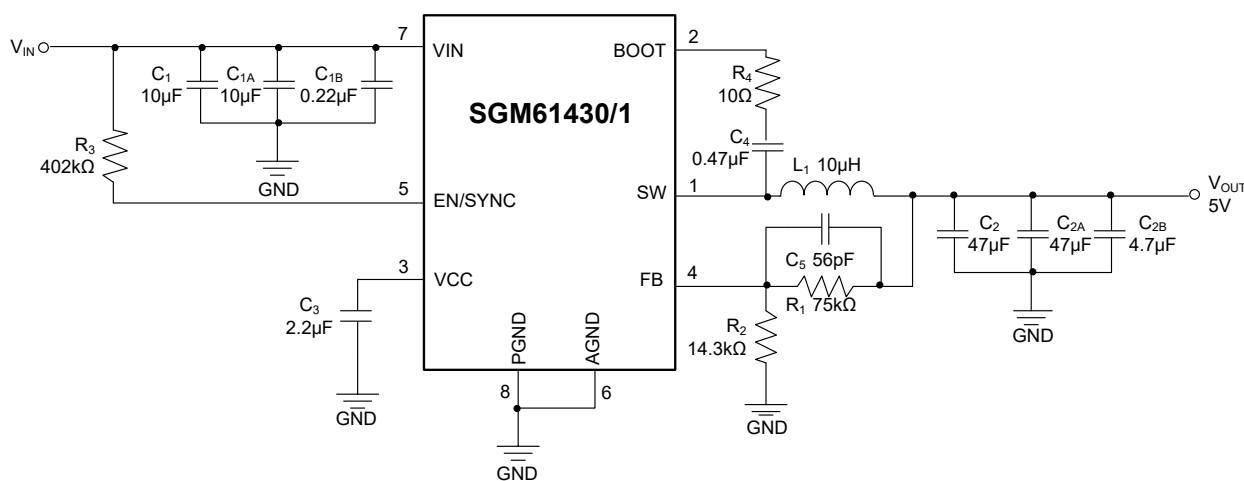 V_IN
7
VIN
BOOT
2
C1
10µF
C1A
10µF
C1B
0.22µF
R4
10Ω
SGM61430/1
R3
402kΩ
C4
0.47µF
GND
L1 10µH
5
EN/SYNC
SW
1
VOUT
5V
C2
47µF
C2A
47µF
C2B
4.7µF
C5 56pF
3
VCC
FB
4
R1 75kΩ
C3
2.2µF
R2
14.3kΩ
GND
PGND
AGND
8
6
GND
GND
GND